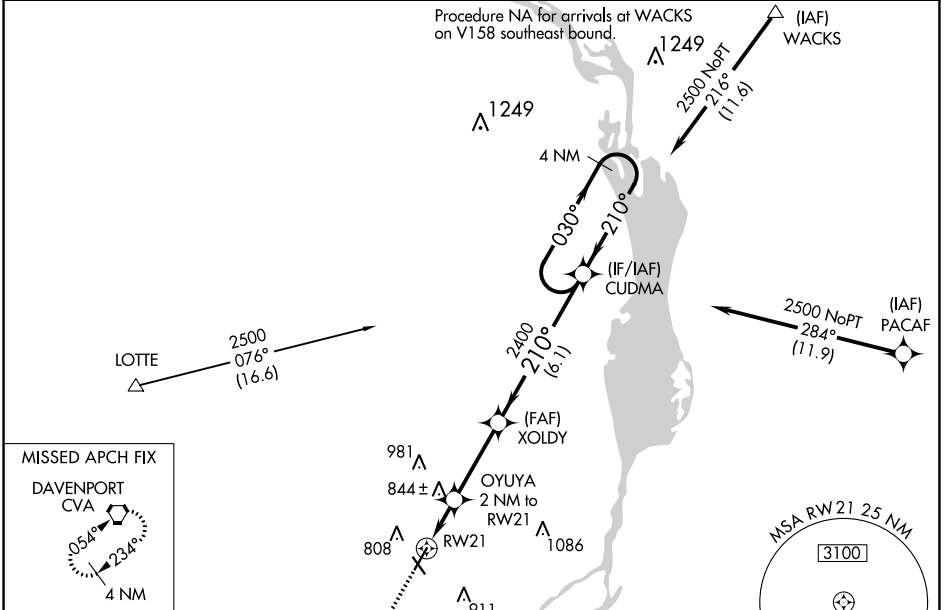 Procedure NA for arrivals at WACKS
on V158 southeast bound.
(IAF)
WACKS
1249
2500 NoPT
216°
(11.6)
1249
4 NM
030°
210°
(IF/IAF)
CUDMA
2500 NoPT
284°
(11.9)
(IAF)
PACAF
2500
076°
(16.6)
LOTTE
2400
210°
(6.1)
(FAF)
XOLDY
981
844 ±
OYUYA
2 NM to
RW21
808
RW21
1086
911
MISSED APCH FIX
DAVENPORT
CVA
054°
234°
4 NM
MSA RW 21 25 NM
3100